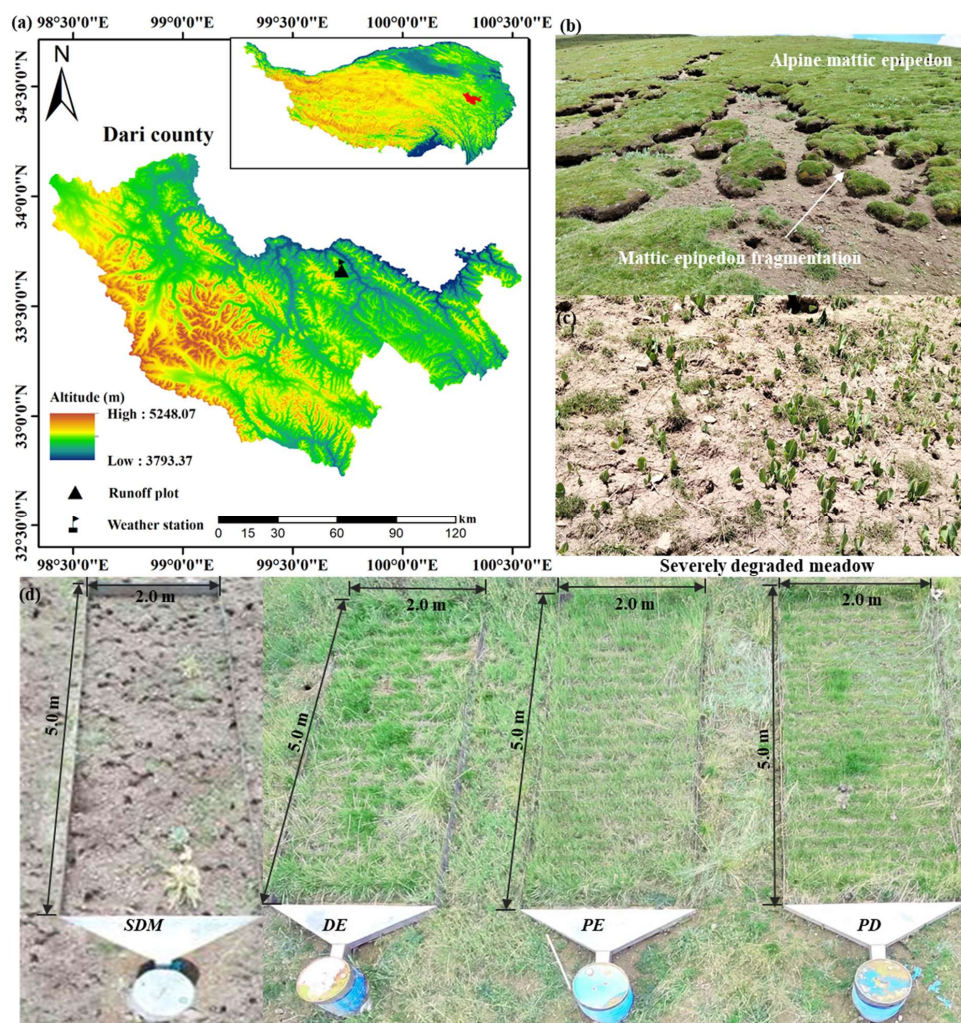 (a)
98°30'0"E 99°0'0"E 99°30'0"E 100°0'0"E 100°30'0"E
34°30'0"N
34°0'0"N
33°30'0"N
33°0'0"N
32°30'0"N
N
Dari county
Altitude (m)
High : 5248.07
Low : 3793.37
Runoff plot
Weather station
km
0 15 30 60 90 120
98°30'0"E 99°0'0"E 99°30'0"E 100°0'0"E 100°30'0"E
(b)
Alpine mattic epipedon
Mattic epipedon fragmentation
(c)
Severely degraded meadow
(d)
2.0 m 2.0 m 2.0 m 2.0 m
5.0 m 5.0 m 5.0 m 5.0 m
SDM DE PE PD